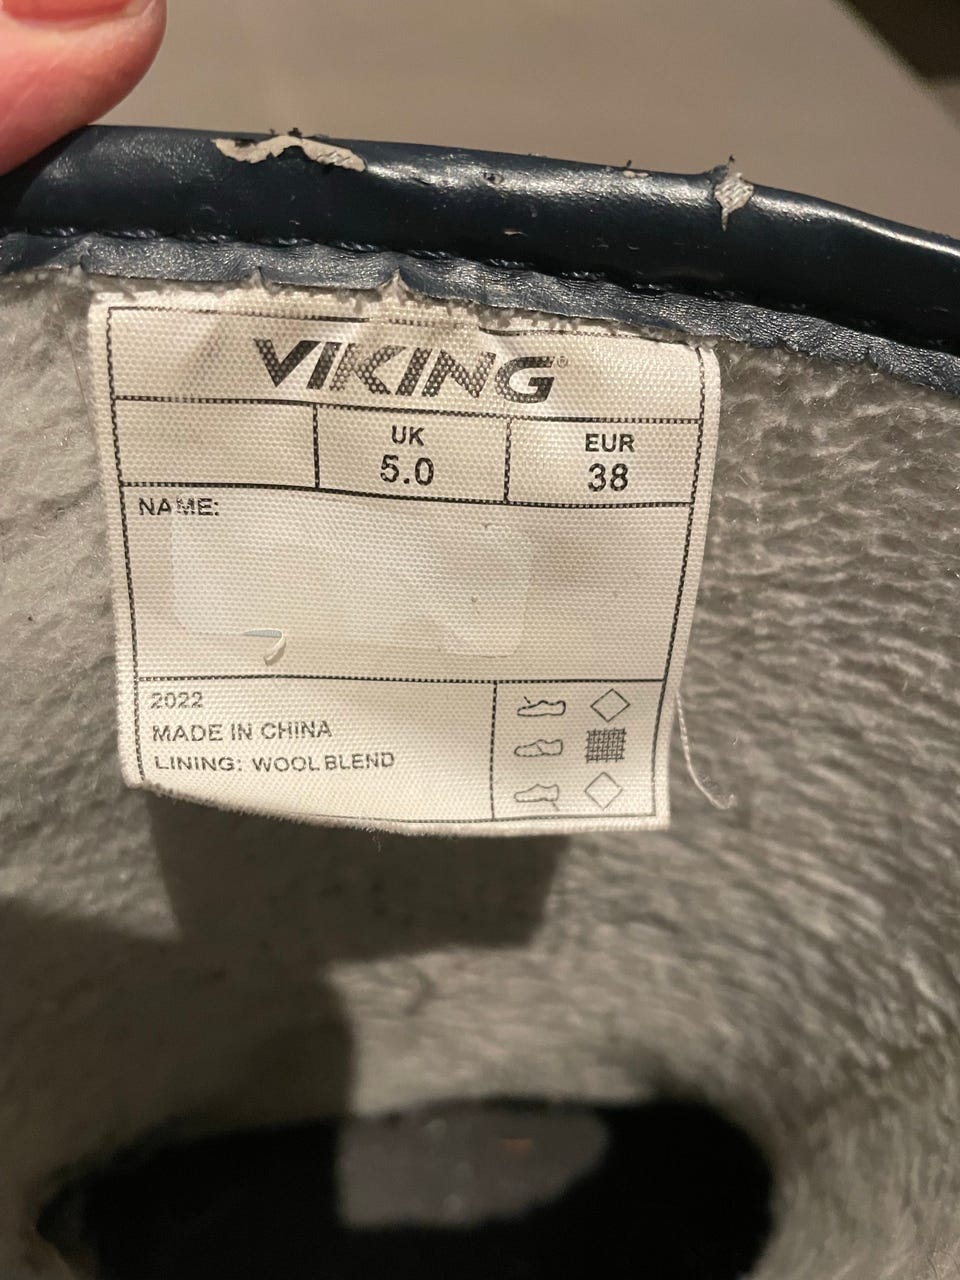 VIKING®
UK
5.0
EUR
38
NAME:
2022
MADE IN CHINA
LINING: WOOL BLEND